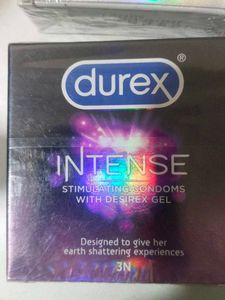 durex®
INTENSE
STIMULATING CONDOMS
WITH DESIREX GEL
Designed to give her
earth shattering experiences
3N